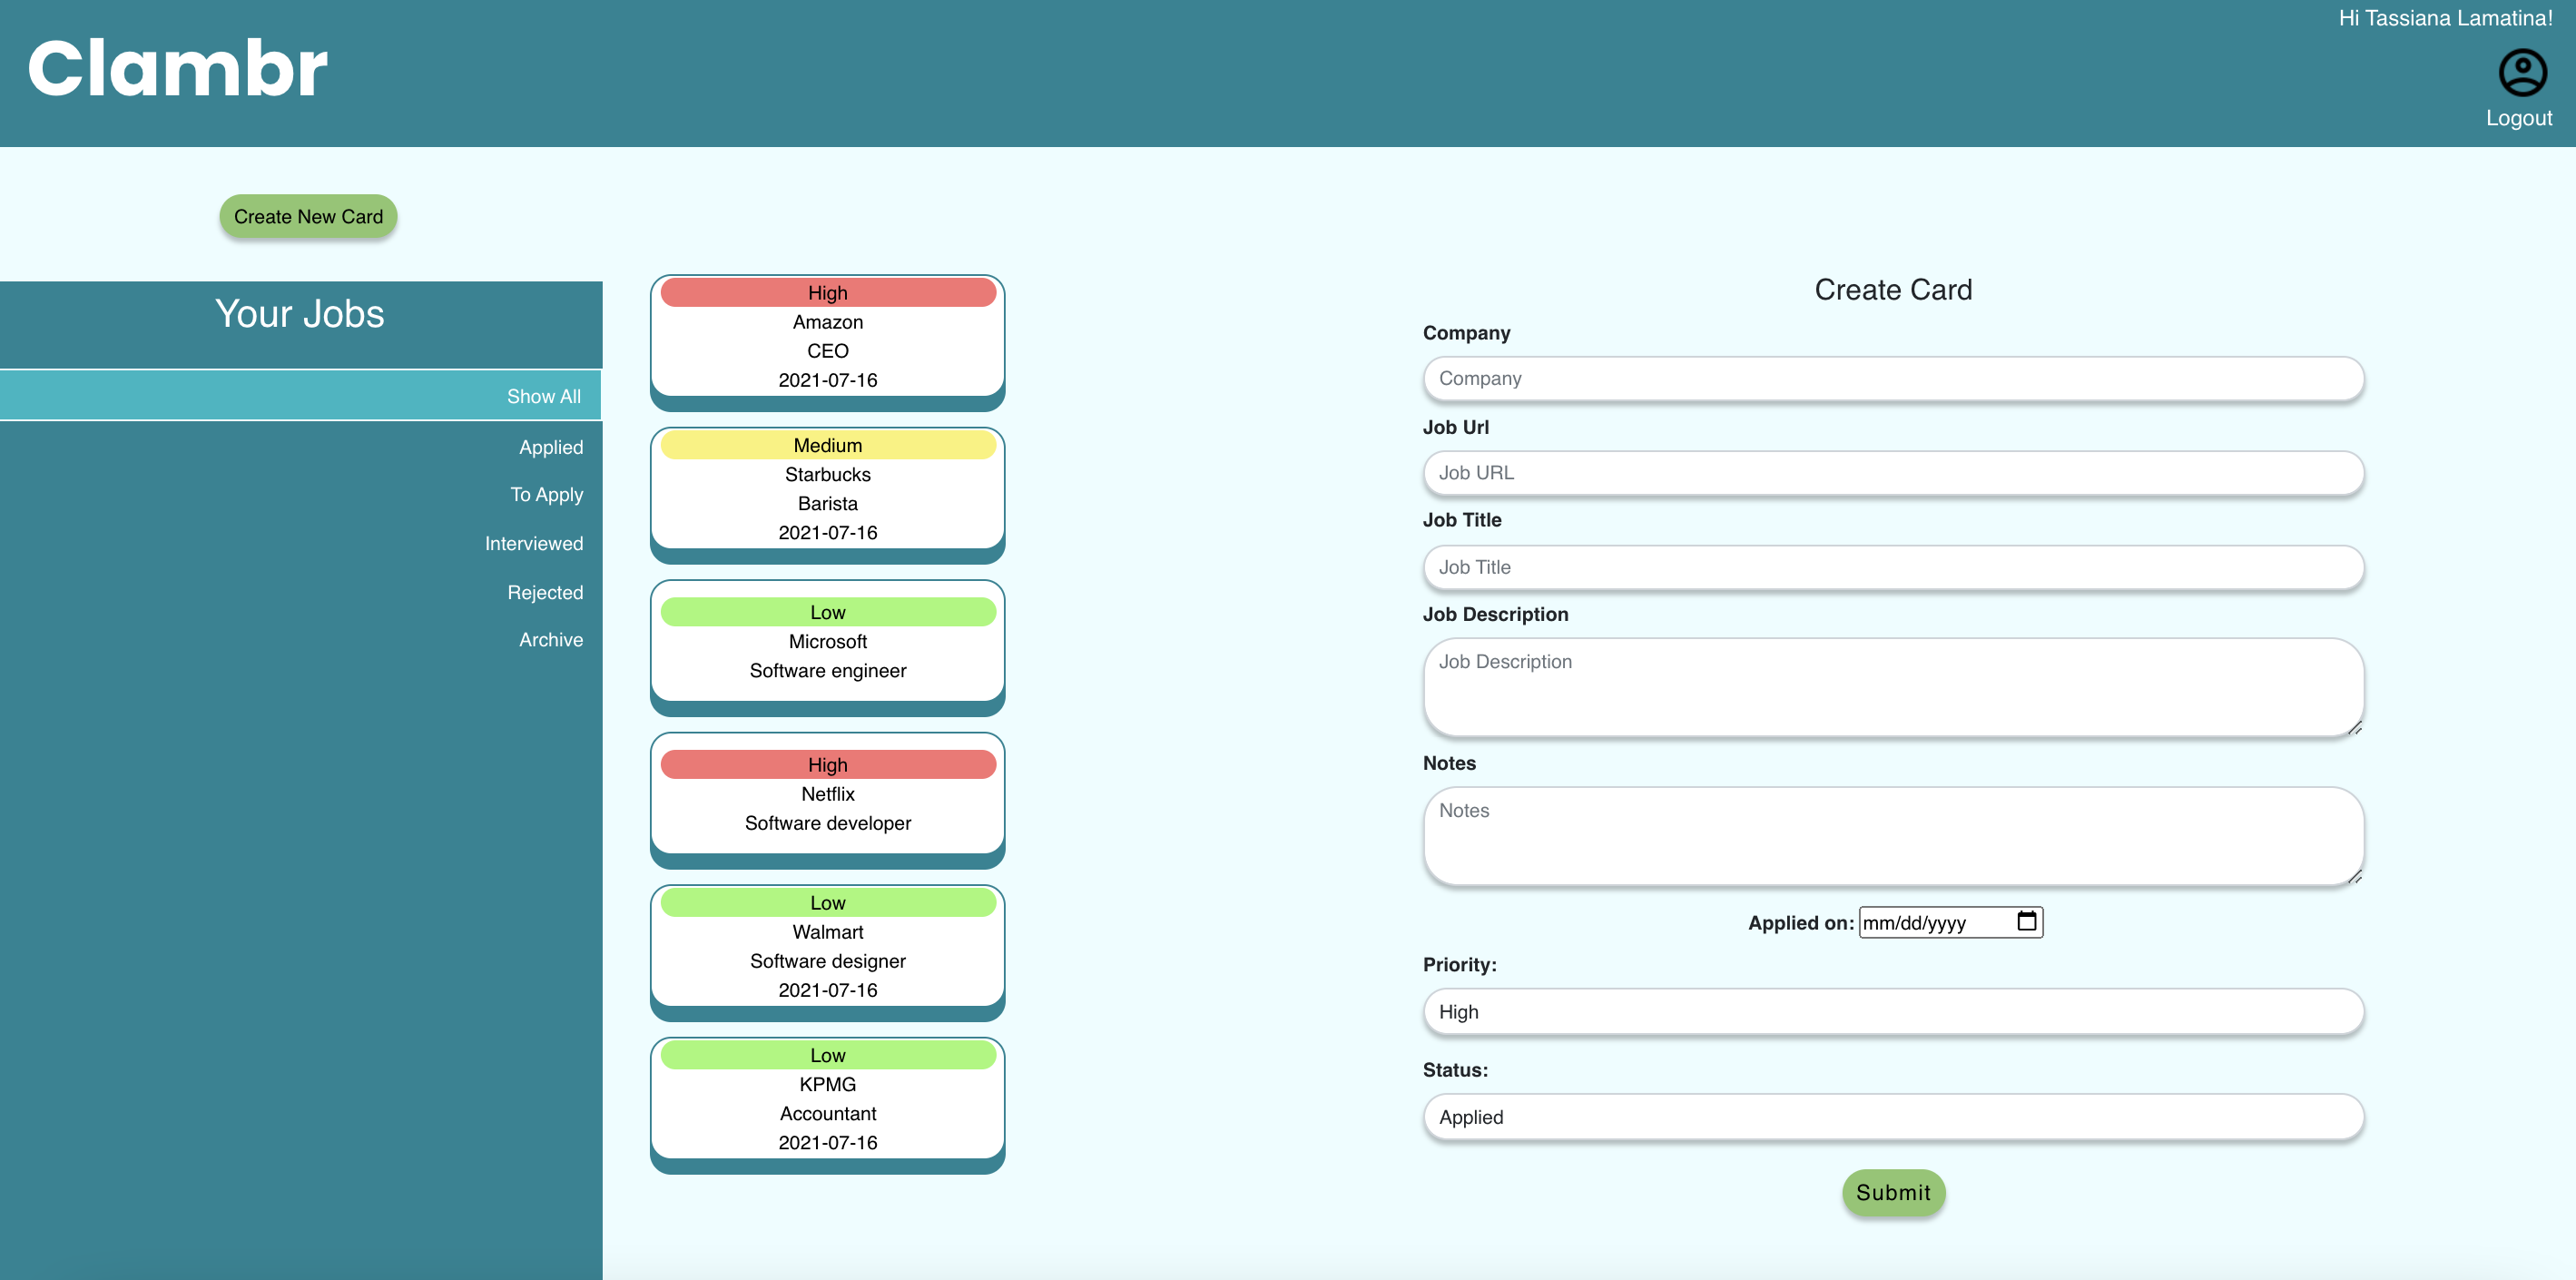 Clambr
Hi Tassiana Lamatina!
Logout
Create New Card
Your Jobs
Show All
Applied
To Apply
Interviewed
Rejected
Archive
High
Amazon
CEO
2021-07-16
Medium
Starbucks
Barista
2021-07-16
Low
Microsoft
Software engineer
High
Netflix
Software developer
Low
Walmart
Software designer
2021-07-16
Low
KPMG
Accountant
2021-07-16
Create Card
Company
Company
Job Url
Job URL
Job Title
Job Title
Job Description
Job Description
Notes
Notes
Applied on: mm/dd/yyyy
Priority:
High
Status:
Applied
Submit